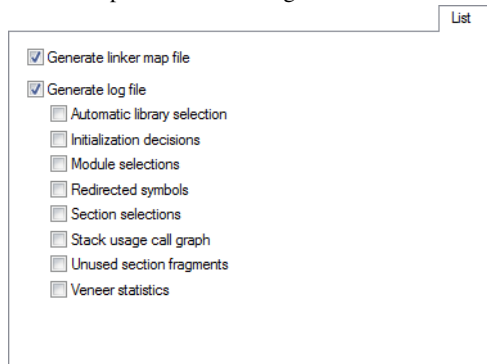 List
Generate linker map file
Generate log file
Automatic library selection
Initialization decisions
Module selections
Redirected symbols
Section selections
Stack usage call graph
Unused section fragments
Veneer statistics